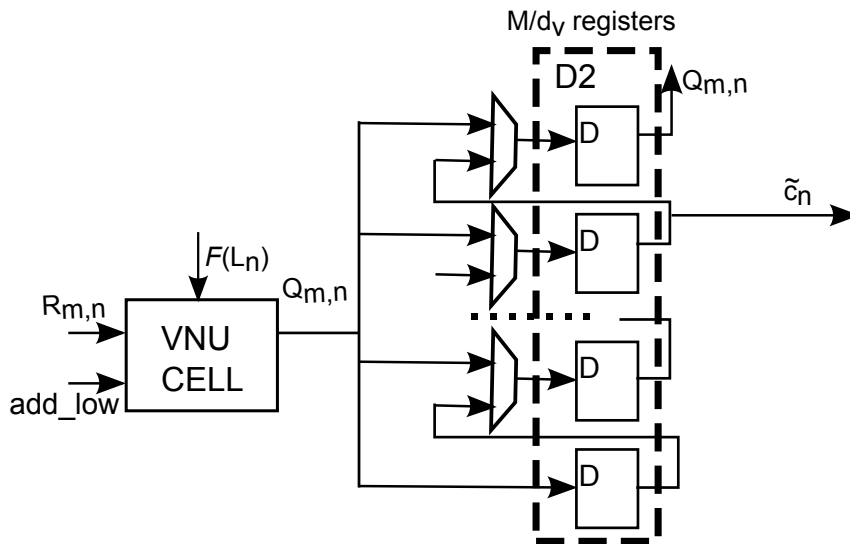 M/dv registers
D2
Qm,n
D
c̃n
D
F(Ln)
Qm,n
Rm,n
VNU
CELL
add_low
D
D